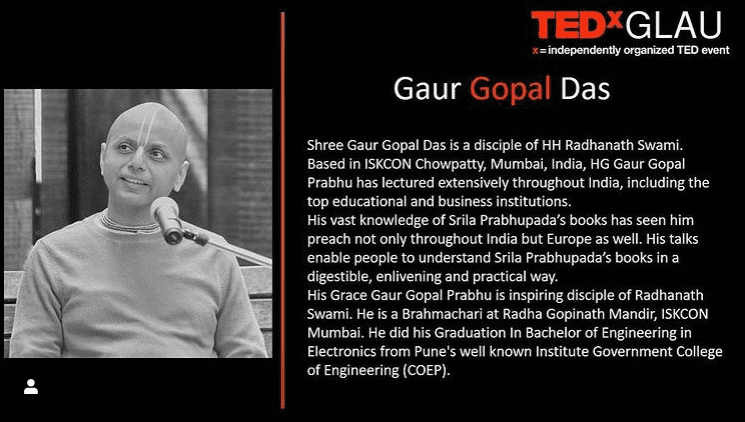 TEDxGLAU
x = independently organized TED event
Gaur Gopal Das
Shree Gaur Gopal Das is a disciple of HH Radhanath Swami.
Based in ISKCON Chowpatty, Mumbai, India, HG Gaur Gopal
Prabhu has lectured extensively throughout India, including the
top educational and business institutions.
His vast knowledge of Srila Prabhupada’s books has seen him
preach not only throughout India but Europe as well. His talks
enable people to understand Srila Prabhupada’s books in a
digestible, enlivening and practical way.
His Grace Gaur Gopal Prabhu is inspiring disciple of Radhanath
Swami. He is a Brahmachari at Radha Gopinath Mandir, ISKCON
Mumbai. He did his Graduation In Bachelor of Engineering in
Electronics from Pune's well known Institute Government College
of Engineering (COEP).